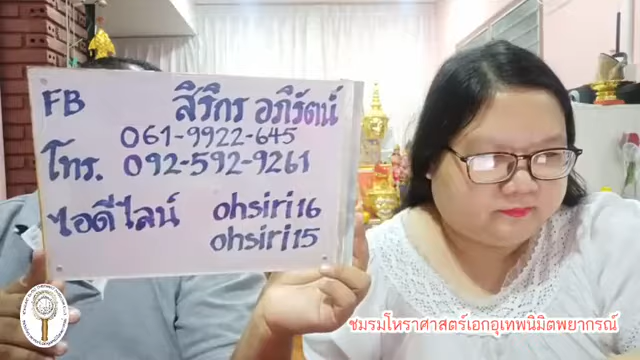 FB สิริกร อภิรัตน์
061-9922-645
โทร. 092-592-9261
ไอดีไลน์ ohsiri16
ohsiri15
ชมรมโหราศาสตร์เอกอุเทพนิมิตพยากรณ์